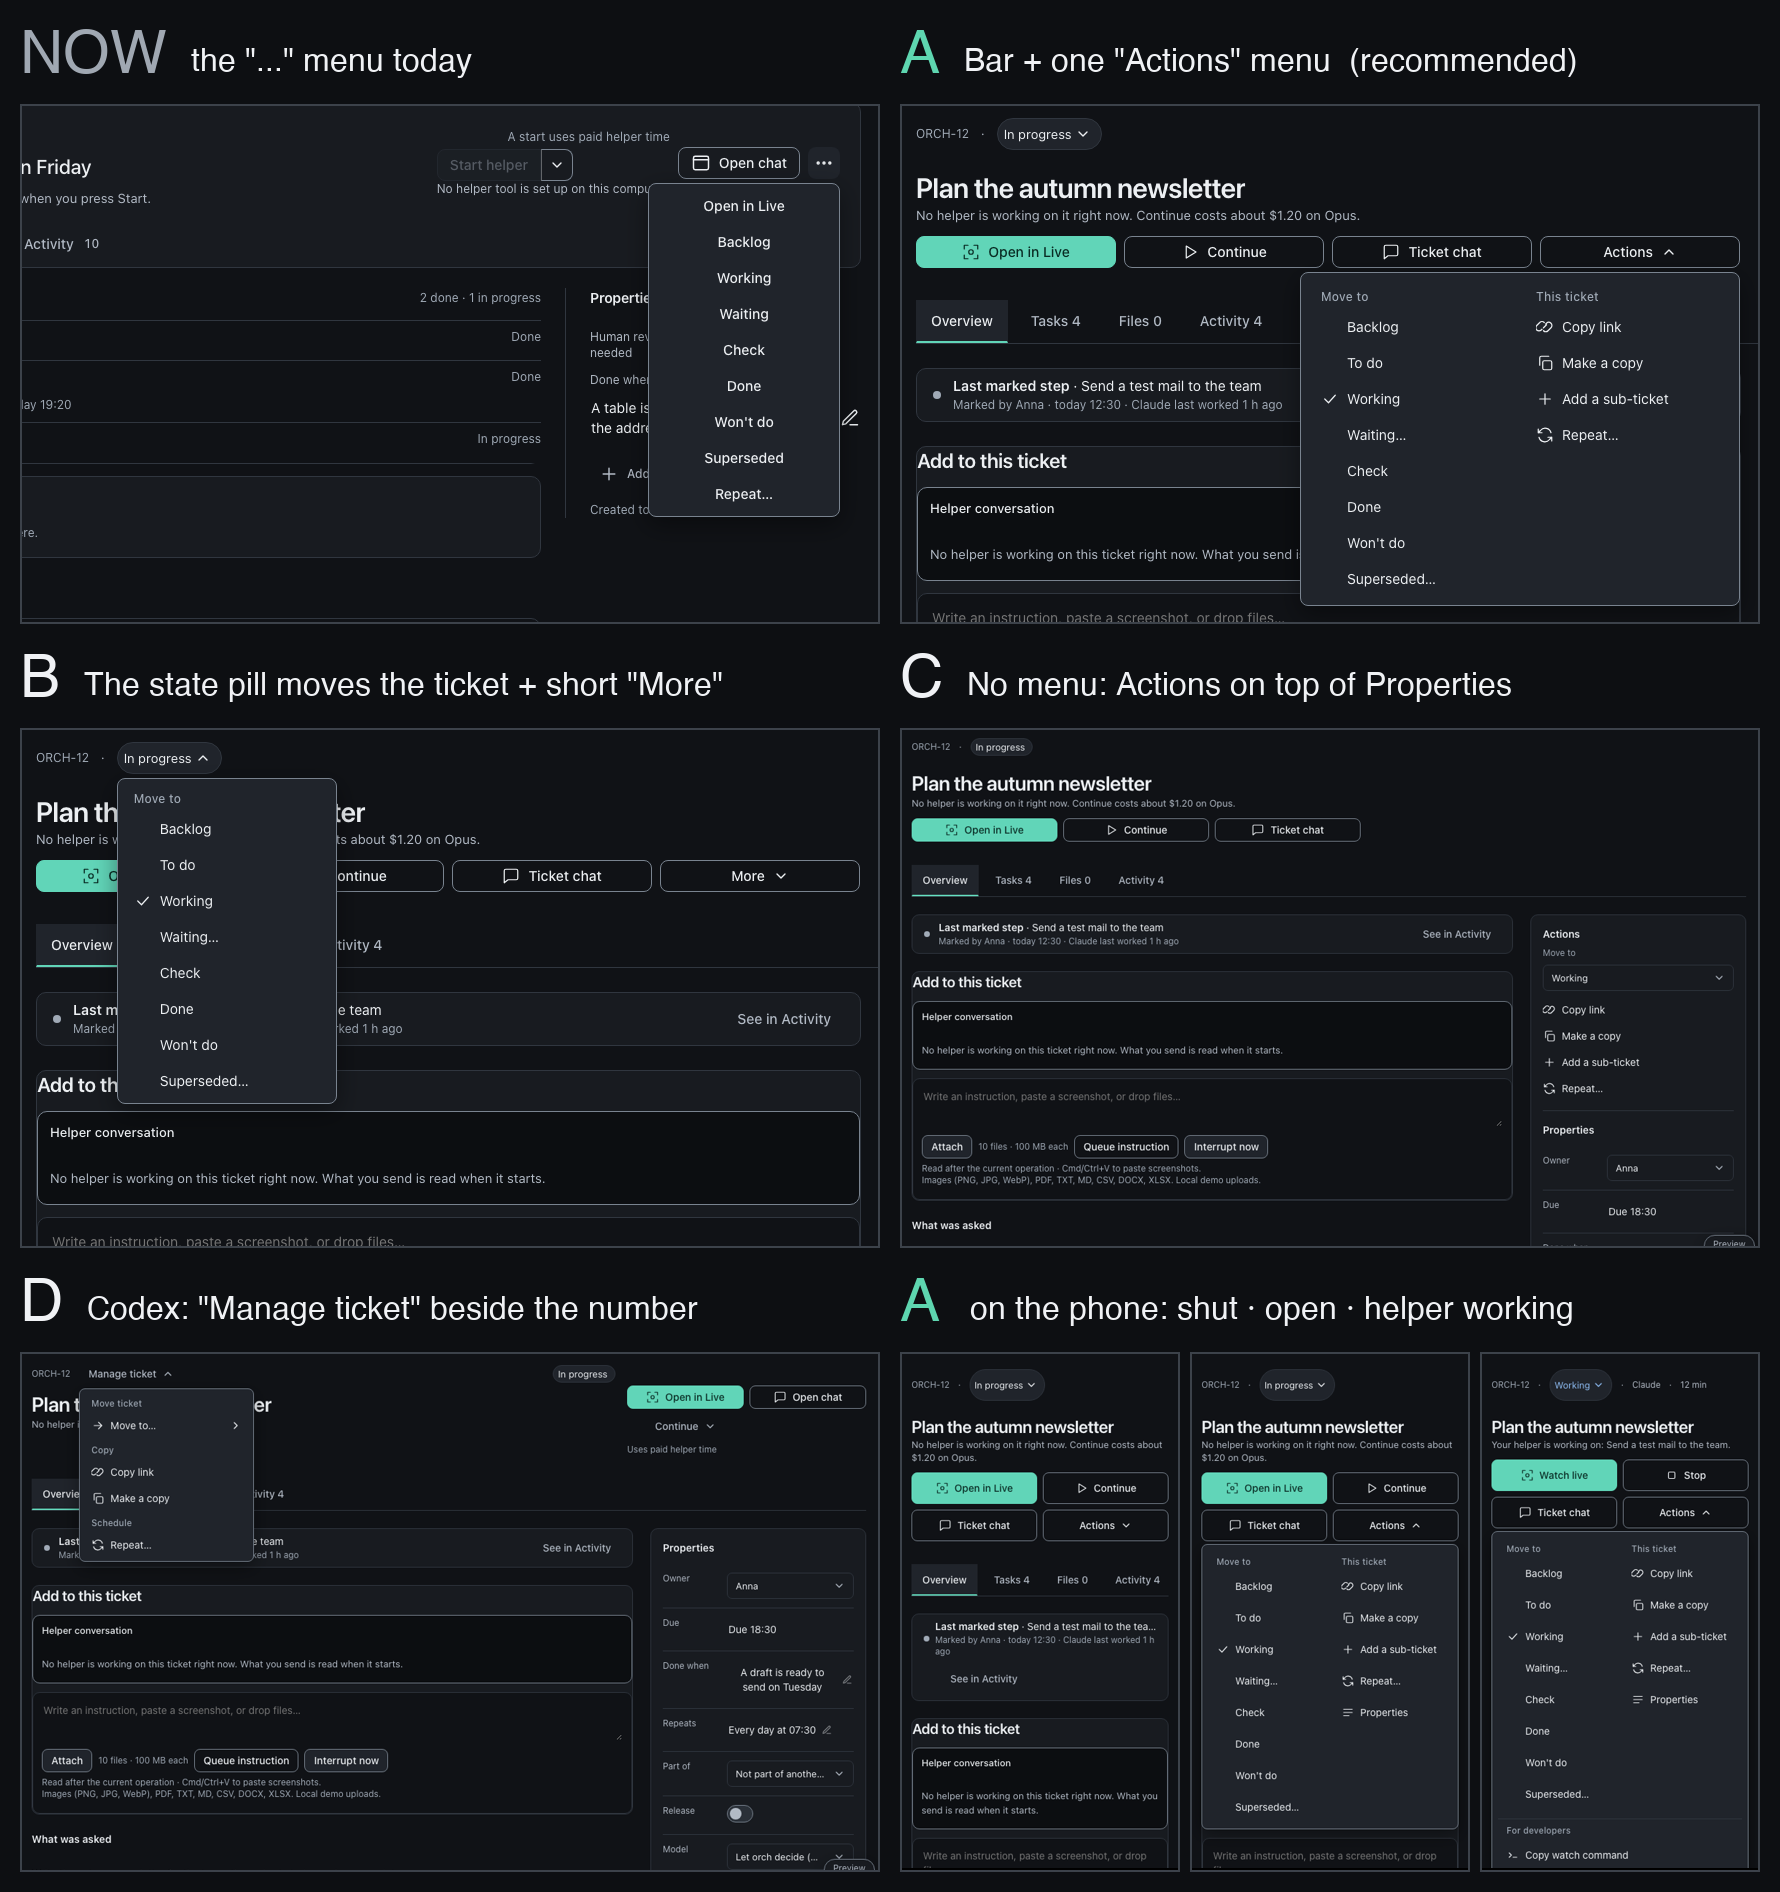 NOW the "..." menu today
A start uses paid helper time
n Friday
Start helper
Open chat
No helper tool is set up on this compu
when you press Start.
Activity 10
Open in Live
Backlog
Working
Waiting
Check
Done
Won't do
Superseded
Repeat...
2 done · 1 in progress
Done
Done
ay 19:20
In progress
re.
Propertie
Human rev
needed
Done when
A table is
the addre
Add
Created to
A Bar + one "Actions" menu (recommended)
ORCH-12 · In progress
Plan the autumn newsletter
No helper is working on it right now. Continue costs about $1.20 on Opus.
Open in Live
Continue
Ticket chat
Actions
Overview
Tasks 4
Files 0
Activity 4
Move to
Backlog
To do
Working
Waiting...
Check
Done
Won't do
Superseded...
This ticket
Copy link
Make a copy
Add a sub-ticket
Repeat...
Last marked step · Send a test mail to the team
Marked by Anna · today 12:30 · Claude last worked 1 h ago
Add to this ticket
Helper conversation
No helper is working on this ticket right now. What you send i
Write an instruction, paste a screenshot, or drop files...
B The state pill moves the ticket + short "More"
ORCH-12 · In progress
Plan th
tter
No helper is w
ts about $1.20 on Opus.
O
ontinue
Ticket chat
More
Overview
tivity 4
Move to
Backlog
To do
Working
Waiting...
Check
Done
Won't do
Superseded...
Last m
e team
Marked
ked 1 h ago
See in Activity
Add to th
Helper conversation
No helper is working on this ticket right now. What you send is read when it starts.
Write an instruction, paste a screenshot, or drop files...
C No menu: Actions on top of Properties
ORCH-12 · In progress
Plan the autumn newsletter
No helper is working on it right now. Continue costs about $1.20 on Opus.
Open in Live
Continue
Ticket chat
Overview
Tasks 4
Files 0
Activity 4
Last marked step · Send a test mail to the team
Marked by Anna · today 12:30 · Claude last worked 1 h ago
See in Activity
Add to this ticket
Helper conversation
No helper is working on this ticket right now. What you send is read when it starts.
Write an instruction, paste a screenshot, or drop files...
Attach
10 files · 100 MB each
Queue instruction
Interrupt now
Read after the current operation · Cmd/Ctrl+V to paste screenshots.
Images (PNG, JPG, WebP), PDF, TXT, MD, CSV, DOCX, XLSX. Local demo uploads.
What was asked
Actions
Move to
Working
Copy link
Make a copy
Add a sub-ticket
Repeat...
Properties
Owner
Anna
Due
Due 18:30
Preview
D Codex: "Manage ticket" beside the number
ORCH-12
Manage ticket
In progress
Plan t
er
No helper i
Open in Live
Open chat
Continue
Uses paid helper time
Move ticket
Move to...
Copy
Copy link
Make a copy
Schedule
Repeat...
Overvie
ivity 4
Last
e team
Mark
ked 1 h ago
See in Activity
Add to this ticket
Helper conversation
No helper is working on this ticket right now. What you send is read when it starts.
Write an instruction, paste a screenshot, or drop files...
Attach
10 files · 100 MB each
Queue instruction
Interrupt now
Read after the current operation · Cmd/Ctrl+V to paste screenshots.
Images (PNG, JPG, WebP), PDF, TXT, MD, CSV, DOCX, XLSX. Local demo uploads.
What was asked
Properties
Owner
Anna
Due
Due 18:30
Done when
A draft is ready to
send on Tuesday
Repeats
Every day at 07:30
Part of
Not part of anothe...
Release
Model
Let orch decide (...
Preview
A on the phone: shut · open · helper working
ORCH-12 · In progress
Plan the autumn newsletter
No helper is working on it right now. Continue costs about
$1.20 on Opus.
Open in Live
Continue
Ticket chat
Actions
Overview
Tasks 4
Files 0
Activity 4
Last marked step · Send a test mail to the tea...
Marked by Anna · today 12:30 · Claude last worked 1 h
ago
See in Activity
Add to this ticket
Helper conversation
No helper is working on this ticket right now. What you
send is read when it starts.
Write an instruction, paste a screenshot, or drop
ORCH-12 · In progress
Plan the autumn newsletter
No helper is working on it right now. Continue costs about
$1.20 on Opus.
Open in Live
Continue
Ticket chat
Actions
Move to
Backlog
To do
Working
Waiting...
Check
Done
Won't do
Superseded...
This ticket
Copy link
Make a copy
Add a sub-ticket
Repeat...
Properties
Write an instruction, paste a screenshot, or drop
ORCH-12 · Working · Claude · 12 min
Plan the autumn newsletter
Your helper is working on: Send a test mail to the team.
Watch live
Stop
Ticket chat
Actions
Move to
Backlog
To do
Working
Waiting...
Check
Done
Won't do
Superseded...
This ticket
Copy link
Make a copy
Add a sub-ticket
Repeat...
Properties
For developers
Copy watch command